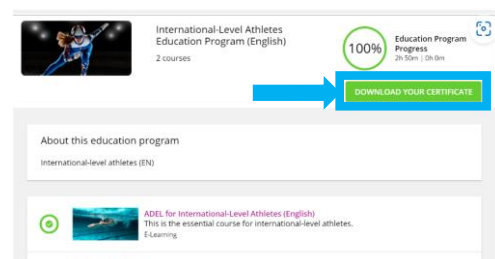 International-Level Athletes
Education Program (English)
2 courses
100%
Education Program
Progress
2h 50m | 0h 0m
DOWNLOAD YOUR CERTIFICATE
About this education program
International-level athletes (EN)
ADEL for International-Level Athletes (English)
This is the essential course for international-level athletes.
E-Learning